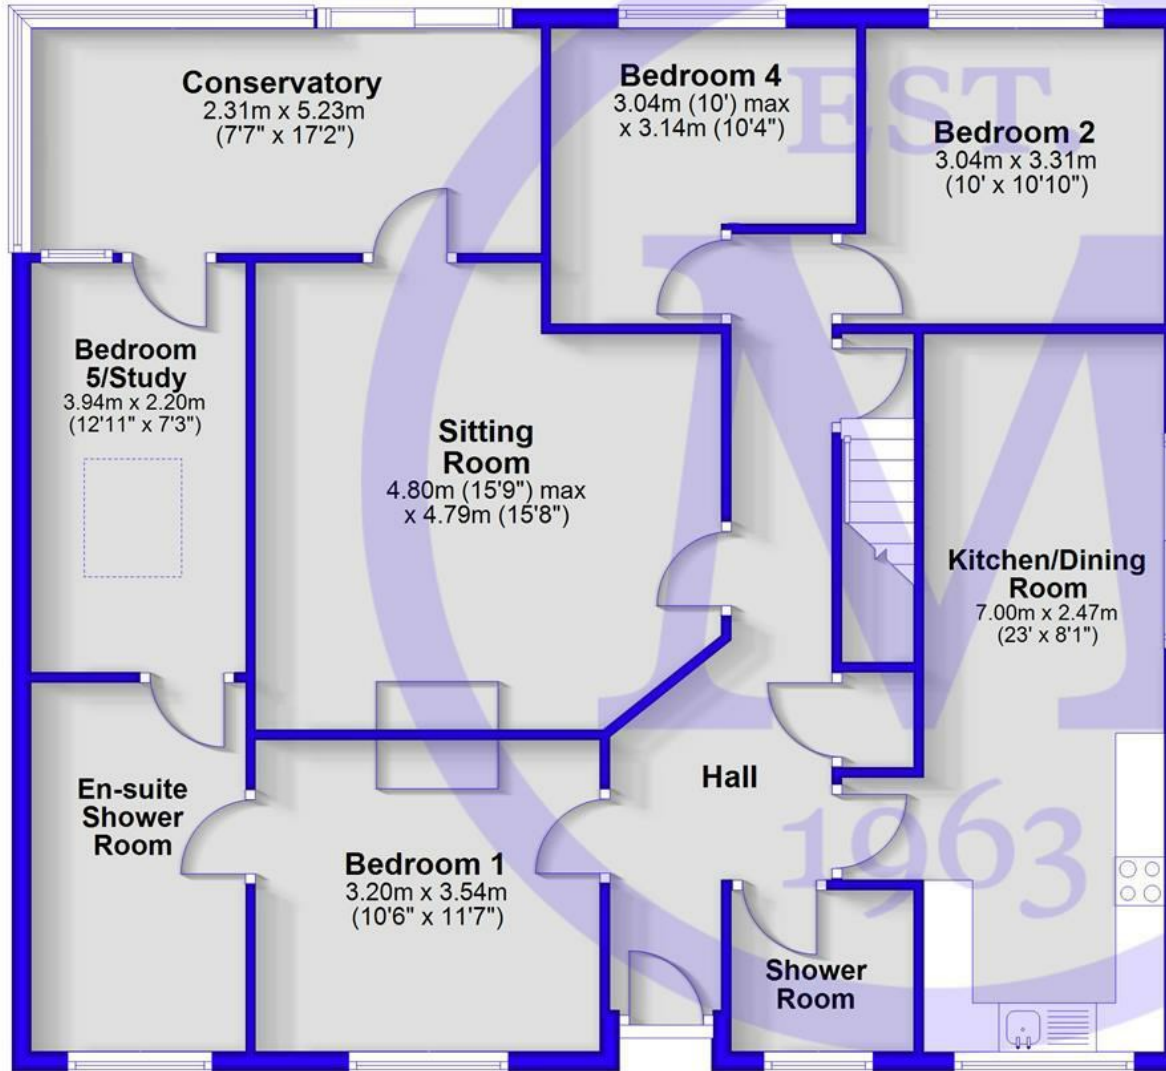 Conservatory
2.31m x 5.23m
(7'7" x 17'2")
Bedroom 4
3.04m (10') max
x 3.14m (10'4")
EST.
Bedroom 2
3.04m x 3.31m
(10' x 10'10")
Bedroom
5/Study
3.94m x 2.20m
(12'11" x 7'3")
Sitting
Room
4.80m (15'9") max
x 4.79m (15'8")
M
Kitchen/Dining
Room
7.00m x 2.47m
(23' x 8'1")
En-suite
Shower
Room
Bedroom 1
3.20m x 3.54m
(10'6" x 11'7")
Hall
1963
Shower
Room